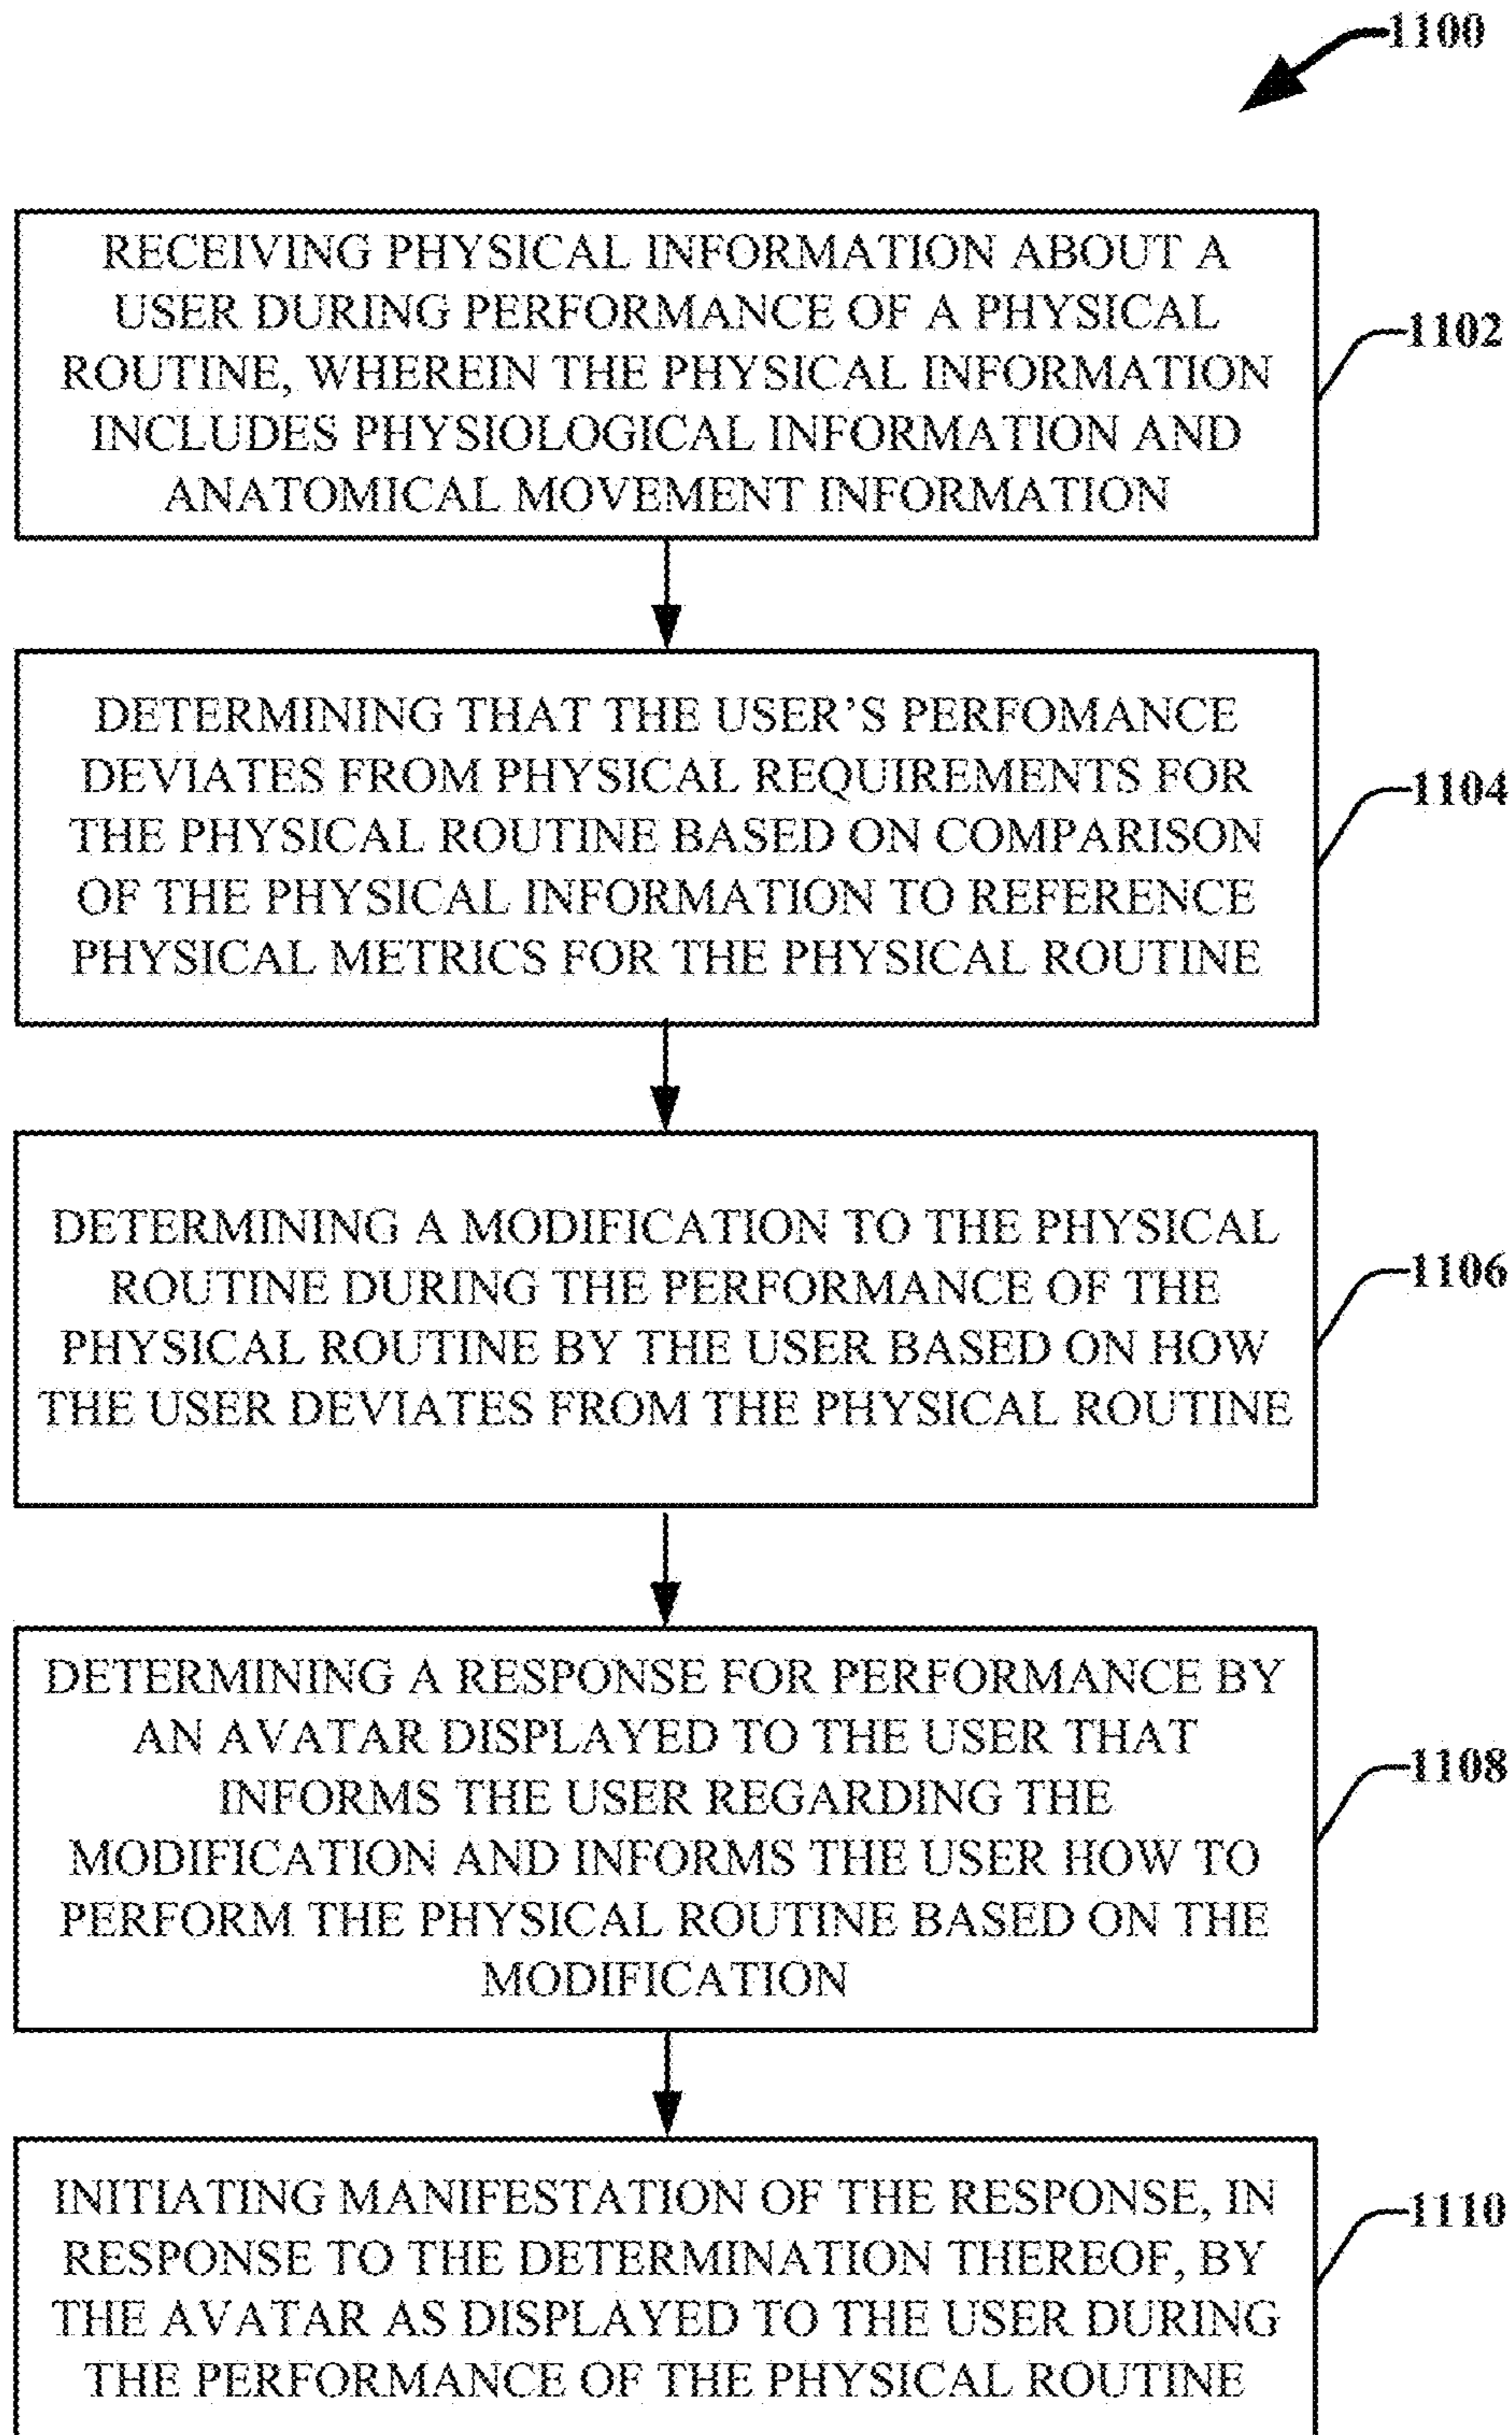 1100
RECEIVING PHYSICAL INFORMATION ABOUT A
USER DURING PERFORMANCE OF A PHYSICAL
ROUTINE, WHEREIN THE PHYSICAL INFORMATION
INCLUDES PHYSIOLOGICAL INFORMATION AND
ANATOMICAL MOVEMENT INFORMATION
1102
DETERMINING THAT THE USER'S PERFOMANCE
DEVIATES FROM PHYSICAL REQUIREMENTS FOR
THE PHYSICAL ROUTINE BASED ON COMPARISON
OF THE PHYSICAL INFORMATION TO REFERENCE
PHYSICAL METRICS FOR THE PHYSICAL ROUTINE
1104
DETERMINING A MODIFICATION TO THE PHYSICAL
ROUTINE DURING THE PERFORMANCE OF THE
PHYSICAL ROUTINE BY THE USER BASED ON HOW
THE USER DEVIATES FROM THE PHYSICAL ROUTINE
1106
DETERMINING A RESPONSE FOR PERFORMANCE BY
AN AVATAR DISPLAYED TO THE USER THAT
INFORMS THE USER REGARDING THE
MODIFICATION AND INFORMS THE USER HOW TO
PERFORM THE PHYSICAL ROUTINE BASED ON THE
MODIFICATION
1108
INITIATING MANIFESTATION OF THE RESPONSE, IN
RESPONSE TO THE DETERMINATION THEREOF, BY
THE AVATAR AS DISPLAYED TO THE USER DURING
THE PERFORMANCE OF THE PHYSICAL ROUTINE
1110